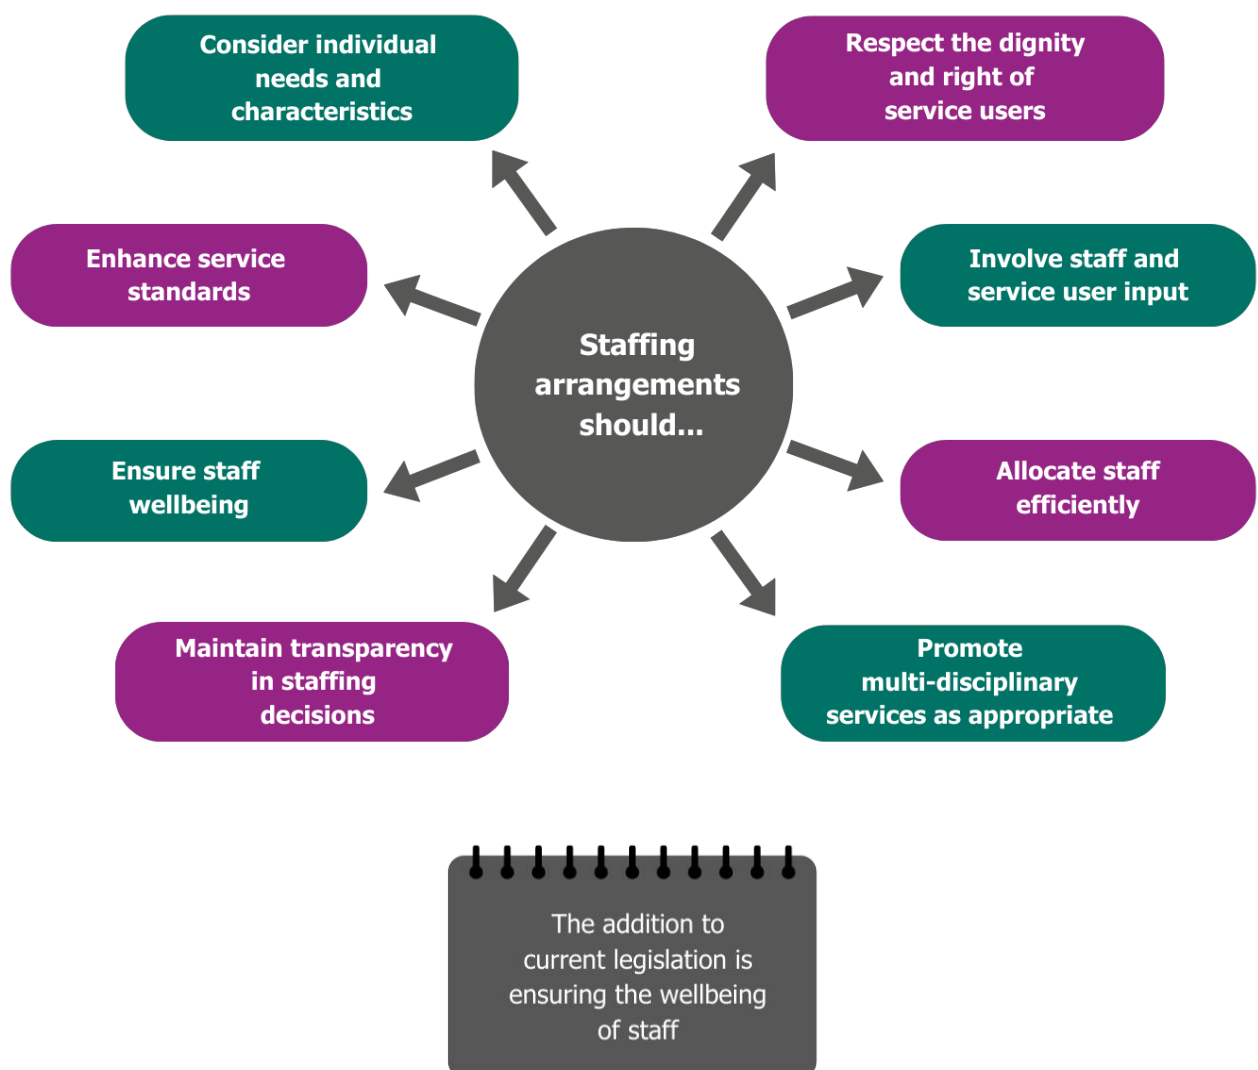 Consider individual
needs and
characteristics
Respect the dignity
and right of
service users
Enhance service
standards
Involve staff and
service user input
Staffing
arrangements
should...
Ensure staff
wellbeing
Allocate staff
efficiently
Maintain transparency
in staffing
decisions
Promote
multi-disciplinary
services as appropriate
The addition to
current legislation is
ensuring the wellbeing
of staff